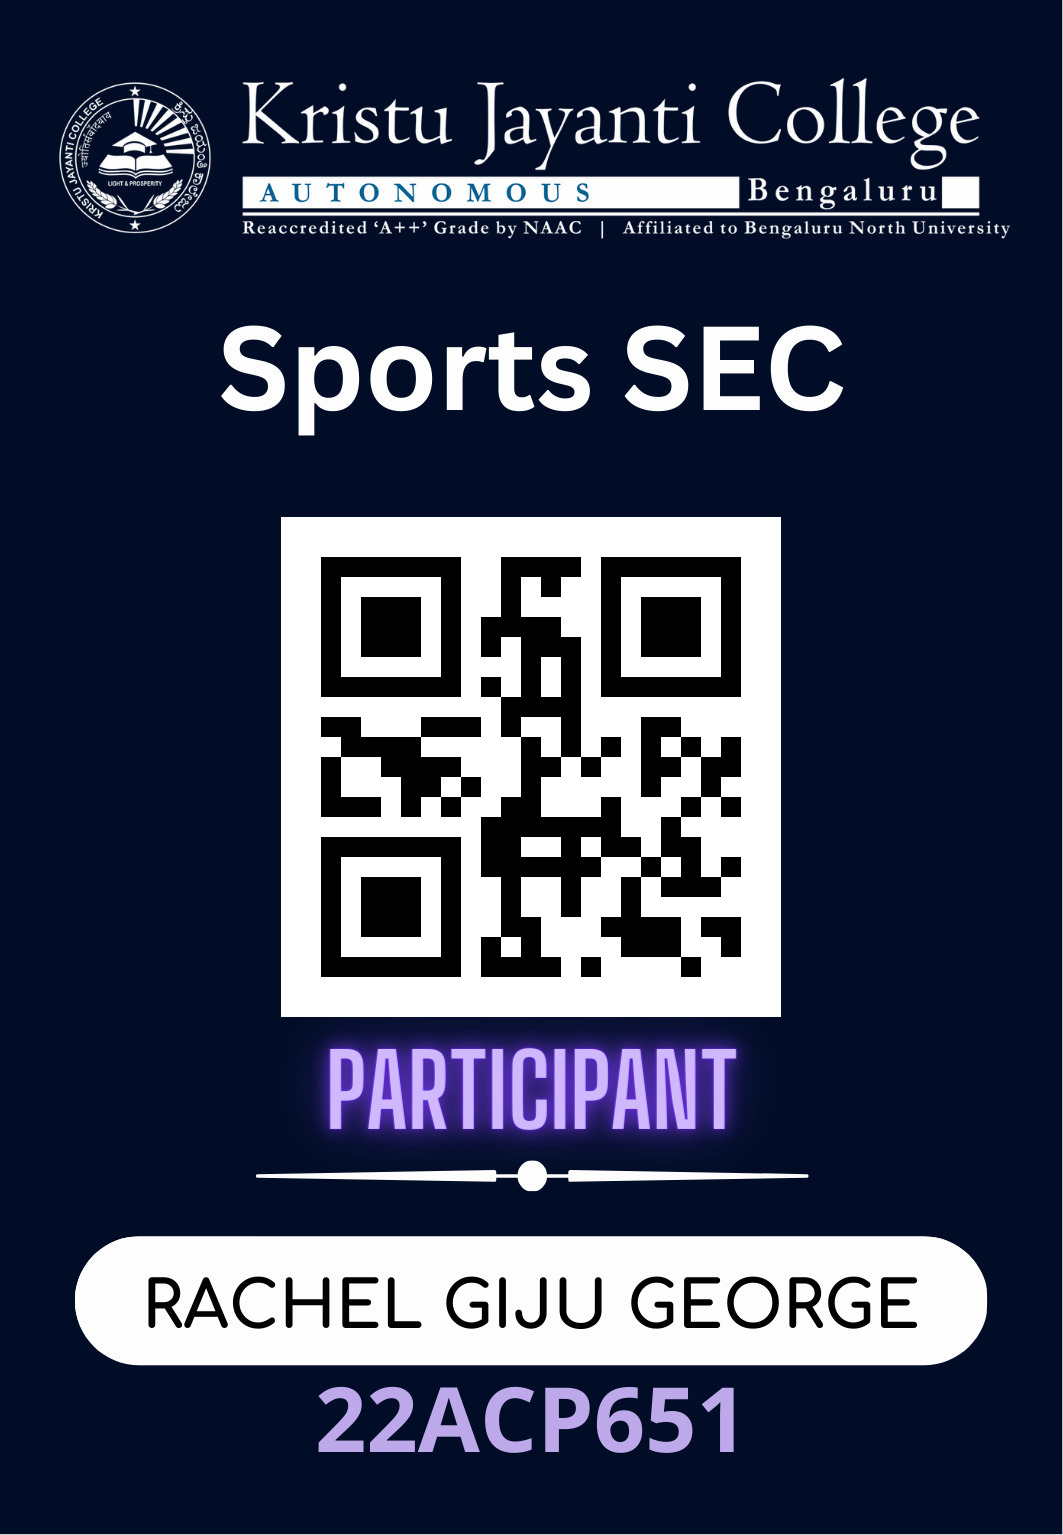 Kristu Jayanti College
AUTONOMOUS Bengaluru
Reaccredited ‘A++’ Grade by NAAC | Affiliated to Bengaluru North University
KRISTU JAYANTI COLLEGE
LIGHT & PROSPERITY
Sports SEC
PARTICIPANT
RACHEL GIJU GEORGE
22ACP651